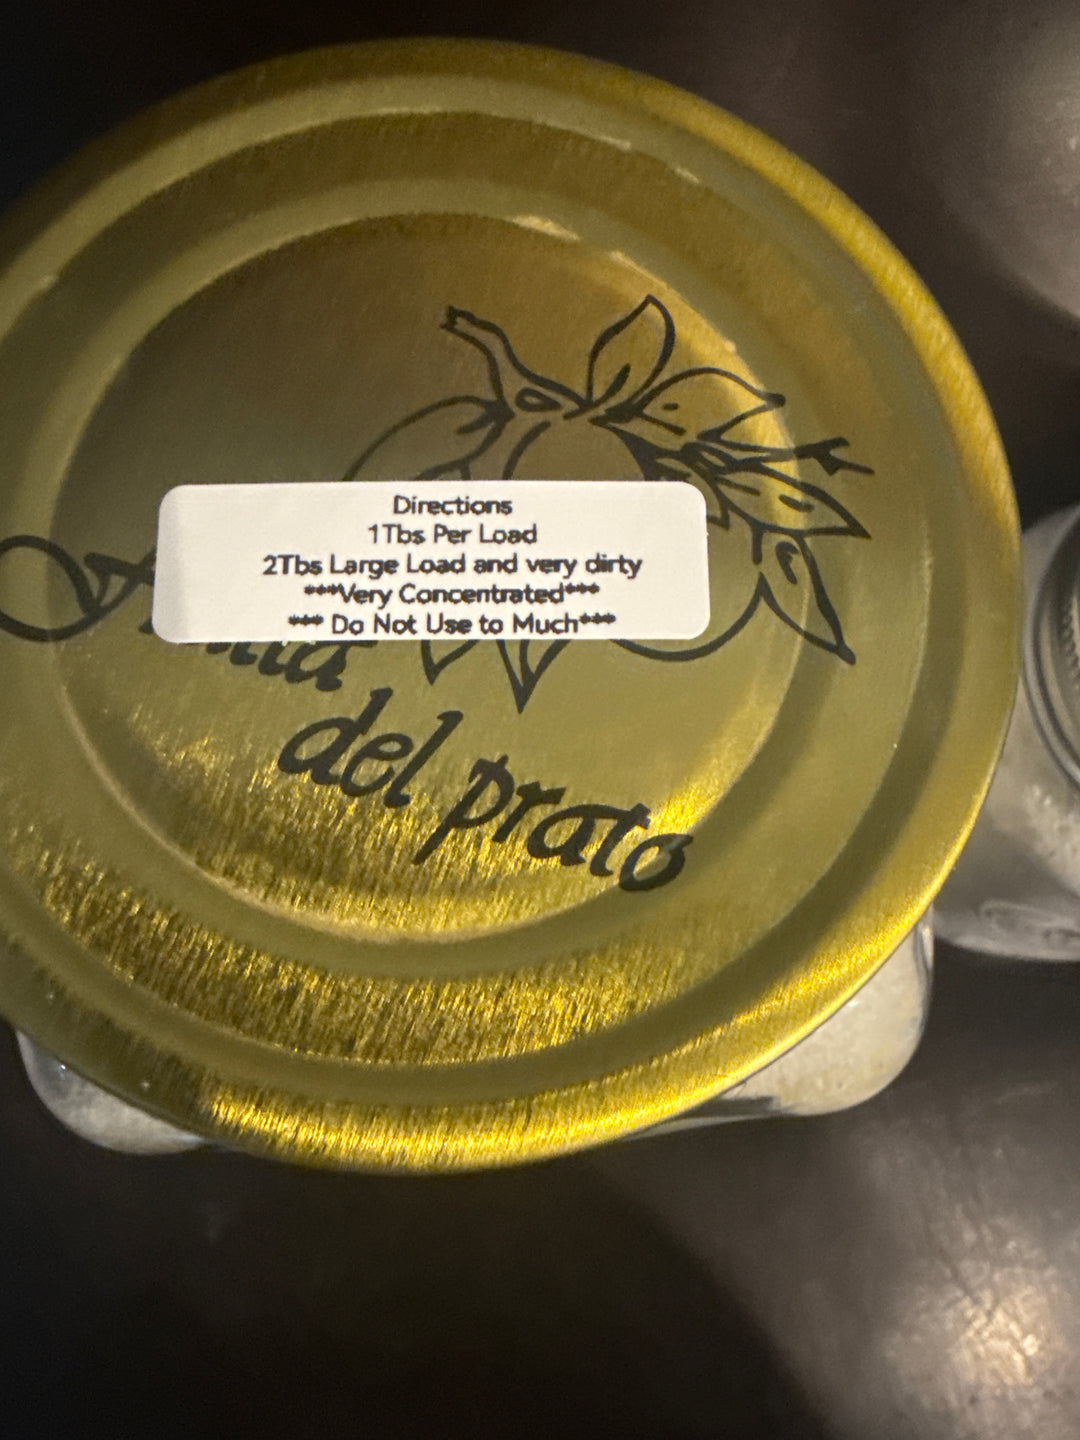 Directions
1Tbs Per Load
2Tbs Large Load and very dirty
***Very Concentrated***
*** Do Not Use to Much***
del prato